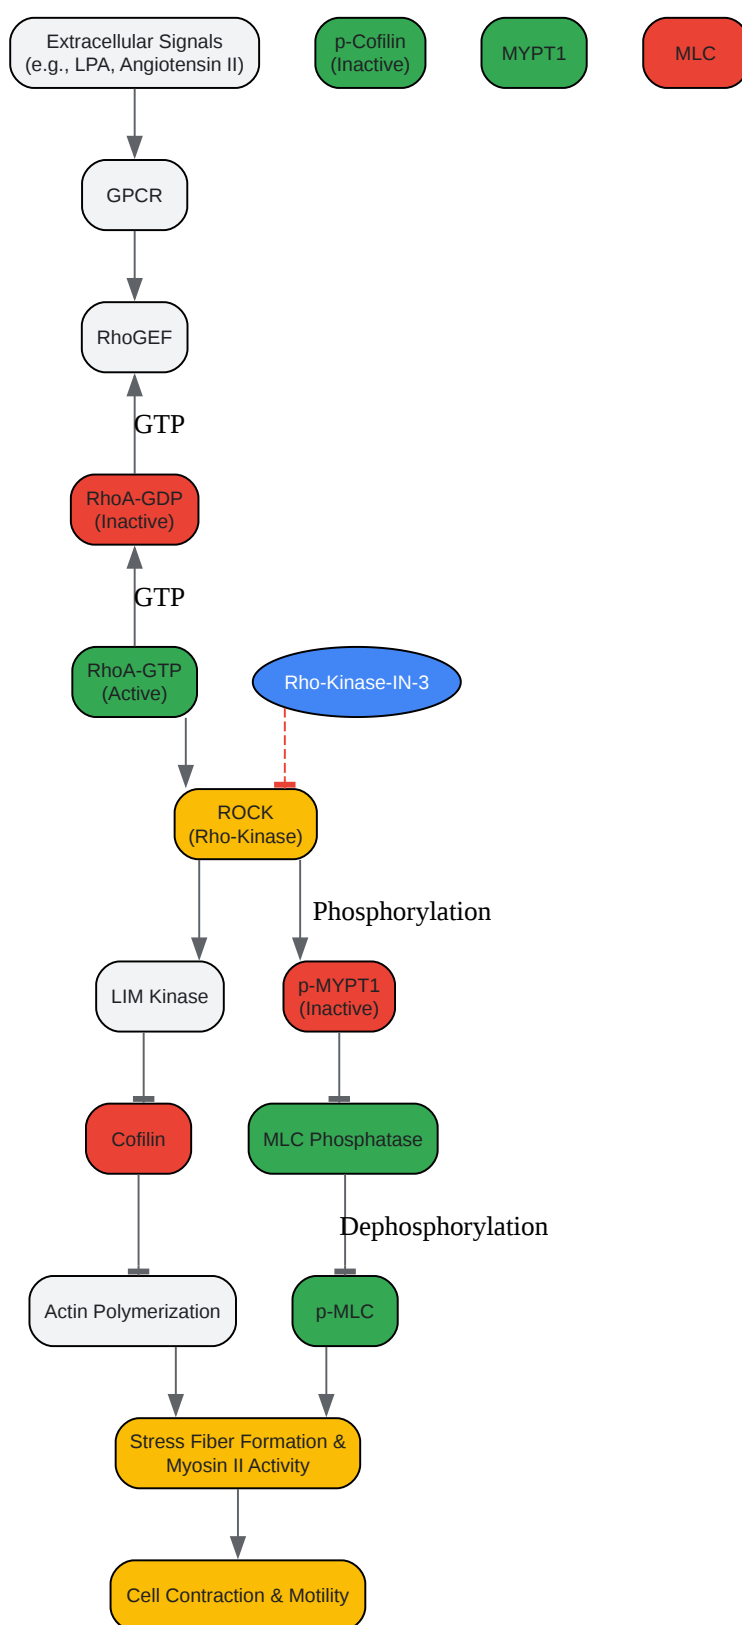 Extracellular Signals
(e.g., LPA, Angiotensin II)
p-Cofilin
(Inactive)
MYPT1
MLC
GPCR
RhoGEF
GTP
RhoA-GDP
(Inactive)
GTP
RhoA-GTP
(Active)
Rho-Kinase-IN-3
ROCK
(Rho-Kinase)
Phosphorylation
LIM Kinase
p-MYPT1
(Inactive)
Cofilin
MLC Phosphatase
Dephosphorylation
Actin Polymerization
p-MLC
Stress Fiber Formation &
Myosin II Activity
Cell Contraction & Motility